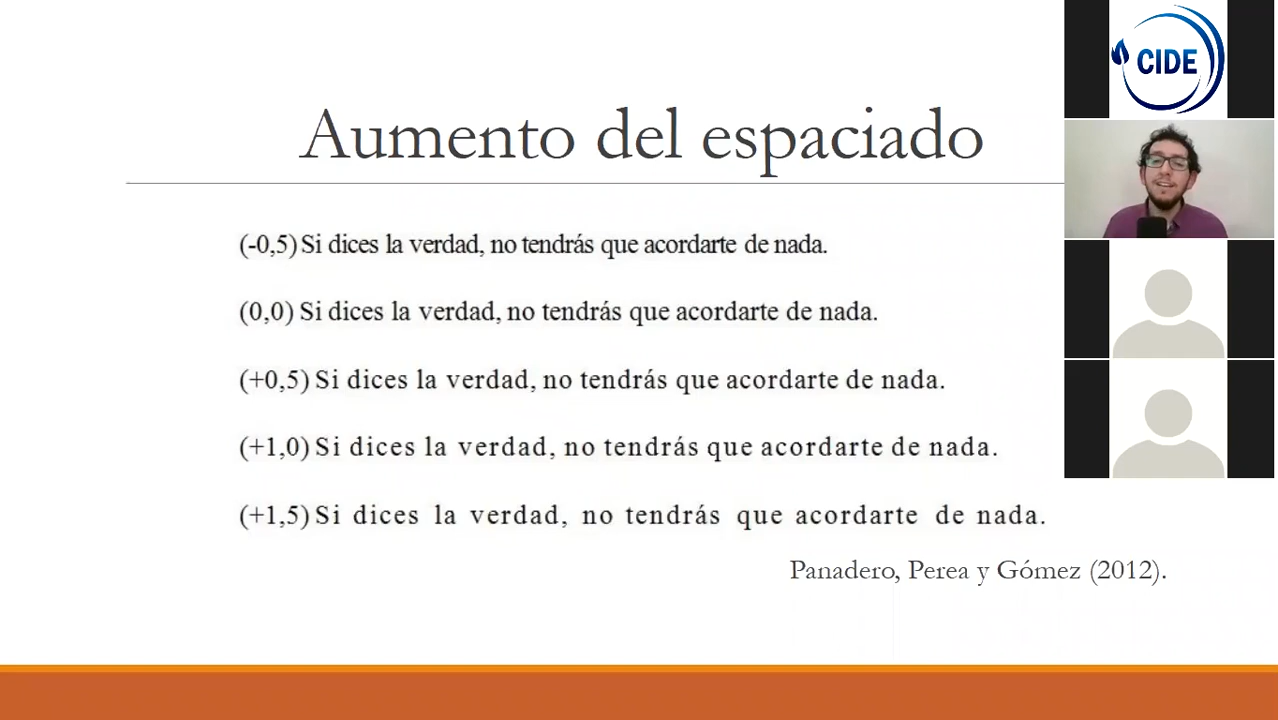 CIDE
Aumento del espaciado
(-0,5) Si dices la verdad, no tendrás que acordarte de nada.
(0,0) Si dices la verdad, no tendrás que acordarte de nada.
(+0,5) Si dices la verdad, no tendrás que acordarte de nada.
(+1,0) Si dices la verdad, no tendrás que acordarte de nada.
(+1,5) Si dices la verdad, no tendrás que acordarte de nada.
Panadero, Perea y Gómez (2012).